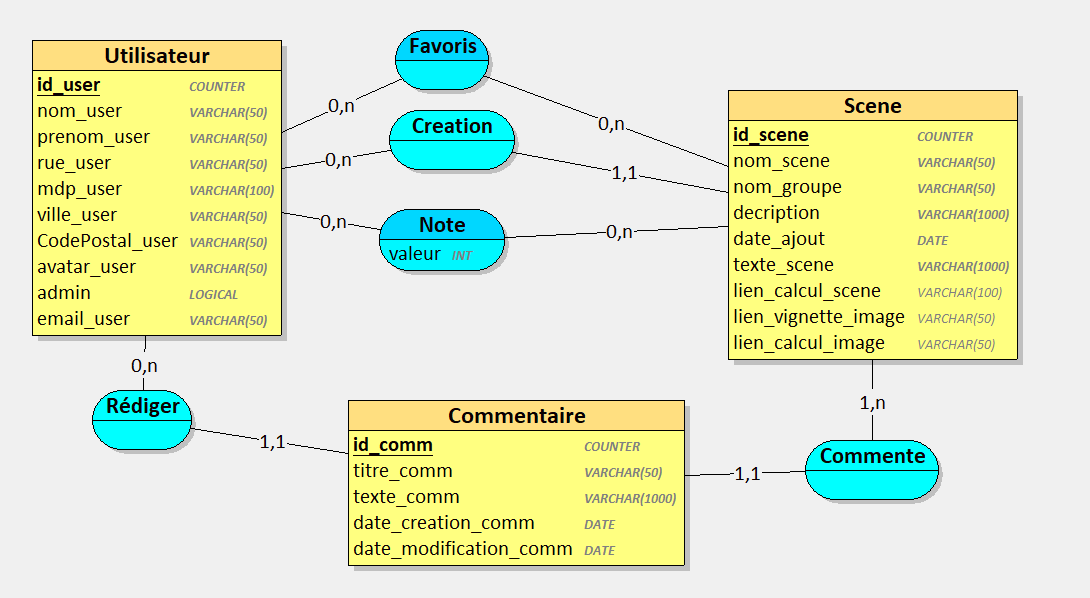 Utilisateur
id_user COUNTER
nom_user VARCHAR(50)
prenom_user VARCHAR(50)
rue_user VARCHAR(50)
mdp_user VARCHAR(100)
ville_user VARCHAR(50)
CodePostal_user VARCHAR(50)
avatar_user VARCHAR(50)
admin LOGICAL
email_user VARCHAR(50)
Favoris
0,n
0,n
Creation
0,n
1,1
Note
valeur INT
0,n
0,n
Scene
id_scene COUNTER
nom_scene VARCHAR(50)
nom_groupe VARCHAR(50)
decription VARCHAR(1000)
date_ajout DATE
texte_scene VARCHAR(1000)
lien_calcul_scene VARCHAR(100)
lien_vignette_image VARCHAR(50)
lien_calcul_image VARCHAR(50)
0,n
Rédiger
1,1
Commentaire
id_comm COUNTER
titre_comm VARCHAR(50)
texte_comm VARCHAR(1000)
date_creation_comm DATE
date_modification_comm DATE
1,n
Commente
1,1